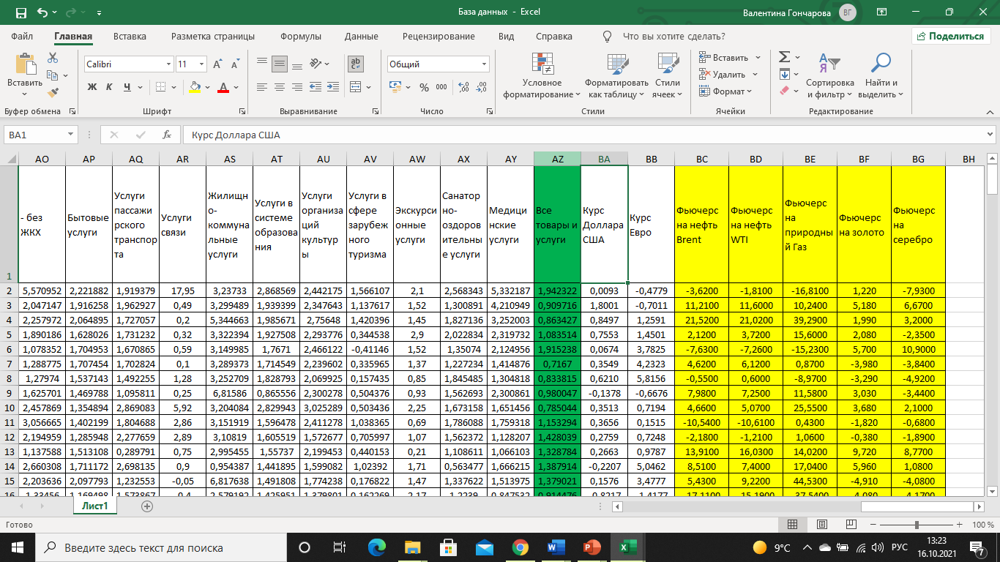 База данных - Excel
Валентина Гончарова ВГ
Файл Главная Вставка Разметка страницы Формулы Данные Рецензирование Вид Справка Что вы хотите сделать? Поделиться
Вставить
Буфер обмена
Calibri 11
Ж К Ч
Шрифт
Выравнивание
Общий
% 000
Число
Условное форматирование
Форматировать как таблицу
Стили ячеек
Стили
Вставить
Удалить
Формат
Ячейки
Сортировка и фильтр
Найти и выделить
Редактирование
BA1 fx Курс Доллара США
AO AP AQ AR AS AT AU AV AW AX AY AZ BA BB BC BD BE BF BG BH
1
- без ЖКХ
Бытовые услуги
Услуги пассажирского транспорта
Услуги связи
Жилищно-коммунальные услуги
Услуги в системе образования
Услуги организаций культуры
Услуги в сфере зарубежного туризма
Экскурсионные услуги
Санаторно-оздоровительные услуги
Медицинские услуги
Все товары и услуги
Курс Доллара США
Курс Евро
Фьючерс на нефть Brent
Фьючерс на нефть WTI
Фьючерс на природный Газ
Фьючерс на золото
Фьючерс на серебро
2 5,570952 2,221882 1,919379 17,95 3,23733 2,868569 2,442175 1,566107 2,1 2,568343 5,332187 1,942322 0,0093 -0,4779 -3,6200 -1,8100 -16,8100 1,220 -7,9300
3 2,047147 1,916258 1,962927 0,49 3,299489 1,939399 2,347643 1,137617 1,52 1,300891 4,210949 0,909716 1,8001 -0,7011 11,2100 11,6000 10,2400 5,180 6,6700
4 2,257972 2,064895 1,727057 0,2 5,344663 1,985671 2,75648 1,420396 1,45 1,827136 3,252003 0,863427 0,8497 1,2591 21,5200 21,0200 39,2900 1,990 3,2000
5 1,890186 1,628026 1,731232 0,32 3,322394 1,927508 2,293776 0,344538 2,9 2,022834 2,319732 1,083514 0,7553 1,4501 2,1200 3,7200 15,6000 2,080 -2,3500
6 1,078352 1,704953 1,670865 0,59 3,149985 1,7671 2,466122 -0,41146 1,52 1,35074 2,124956 1,915238 0,0674 3,7825 -7,6300 -7,2600 -15,2300 5,700 10,9000
7 1,288775 1,707454 1,702824 0,1 3,289373 1,714549 2,239602 0,335965 1,37 1,227234 1,414876 0,7167 0,3549 4,2323 4,6200 6,1200 0,8700 -3,980 -3,8400
8 1,27974 1,537143 1,492255 1,28 3,252709 1,828793 2,069925 0,157435 0,85 1,845485 1,304818 0,833815 0,6210 5,8156 -0,5500 0,6000 -8,9700 -3,290 -4,9200
9 1,625701 1,469788 1,095811 0,25 6,81586 0,865556 2,300278 0,504376 0,93 1,562693 2,300861 0,980047 -0,1378 -0,6676 7,9800 7,2500 11,5800 3,030 -3,4400
10 2,457869 1,354894 2,869083 5,92 3,204084 2,829943 3,025289 0,503436 2,25 1,673158 1,651456 0,785044 0,3513 0,7194 4,6600 5,0700 25,5500 3,680 2,1000
11 3,056665 1,402199 1,804688 2,86 3,151919 1,596478 2,411278 1,038365 0,69 1,786088 1,759318 1,153294 0,3656 0,1515 -10,5400 -10,6100 0,4300 -1,820 -0,6800
12 2,194959 1,285948 2,277659 2,89 3,10819 1,605519 1,572677 0,705997 1,07 1,562372 1,128207 1,428039 0,2759 0,7248 -2,1800 -1,2100 1,0600 -0,380 -1,8900
13 1,137588 1,513108 0,289791 0,75 2,995455 1,55737 2,199453 0,440153 0,21 1,108611 1,066103 1,328784 0,2663 0,9787 13,9100 16,0300 14,0200 9,720 8,7700
14 2,660308 1,711172 2,698135 0,9 0,954387 1,441895 1,599082 1,02392 1,71 0,563477 1,666215 1,387914 -0,2207 5,0462 8,5100 7,4000 17,0400 5,960 1,0800
15 2,203636 2,097793 1,232553 -0,05 6,817638 1,491808 1,774238 0,176822 1,47 1,337622 1,513975 1,379021 0,1576 3,4777 5,4300 9,2200 44,5300 -4,910 -4,0800
Лист1
Готово 100 %
Введите здесь текст для поиска 9°C РУС 13:23
16.10.2021 7